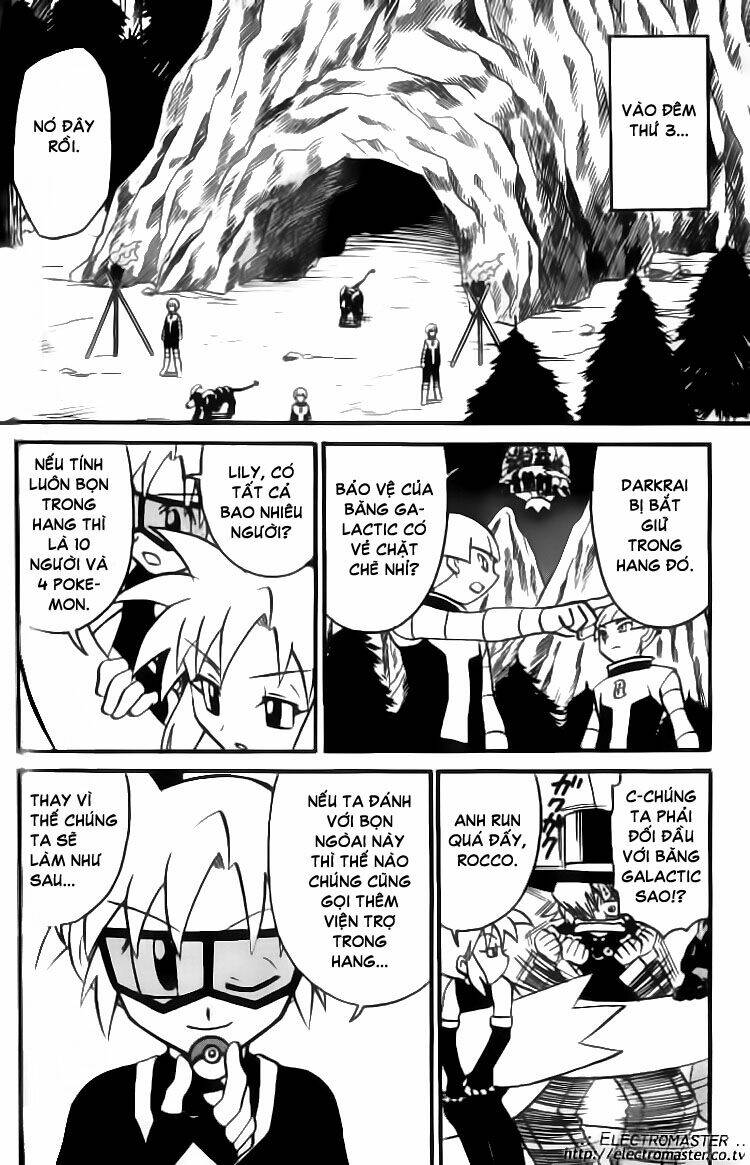 VÀO ĐÊM
THỨ 3...
NÓ ĐÂY
RỒI.
DARKRAI
BỊ BẮT
GIỮ
TRONG
HANG ĐÓ.
BẢO VỆ CỦA
BĂNG GA-
LACTIC CÓ
VẺ CHẶT
CHẼ NHỈ?
LILY, CÓ
TẤT CẢ
BAO NHIÊU
NGƯỜI?
NẾU TÍNH
LUÔN BỌN
TRONG
HANG THÌ
LÀ 10
NGƯỜI VÀ
4 POKE-
MON.
C-CHÚNG
TA PHẢI
ĐỐI ĐẦU
VỚI BĂNG
GALACTIC
SAO!?
ガクガク
ANH RUN
QUÁ ĐẤY,
ROCCO.
NẾU TA ĐÁNH
VỚI BỌN
NGOÀI NÀY
THÌ THẾ NÀO
CHÚNG CŨNG
GỌI THÊM
VIỆN TRỢ
TRONG
HANG...
THAY VÌ
THẾ CHÚNG
TA SẼ
LÀM NHƯ
SAU...
.:: ELECTROMASTER ::.
http://electromaster.co.tv